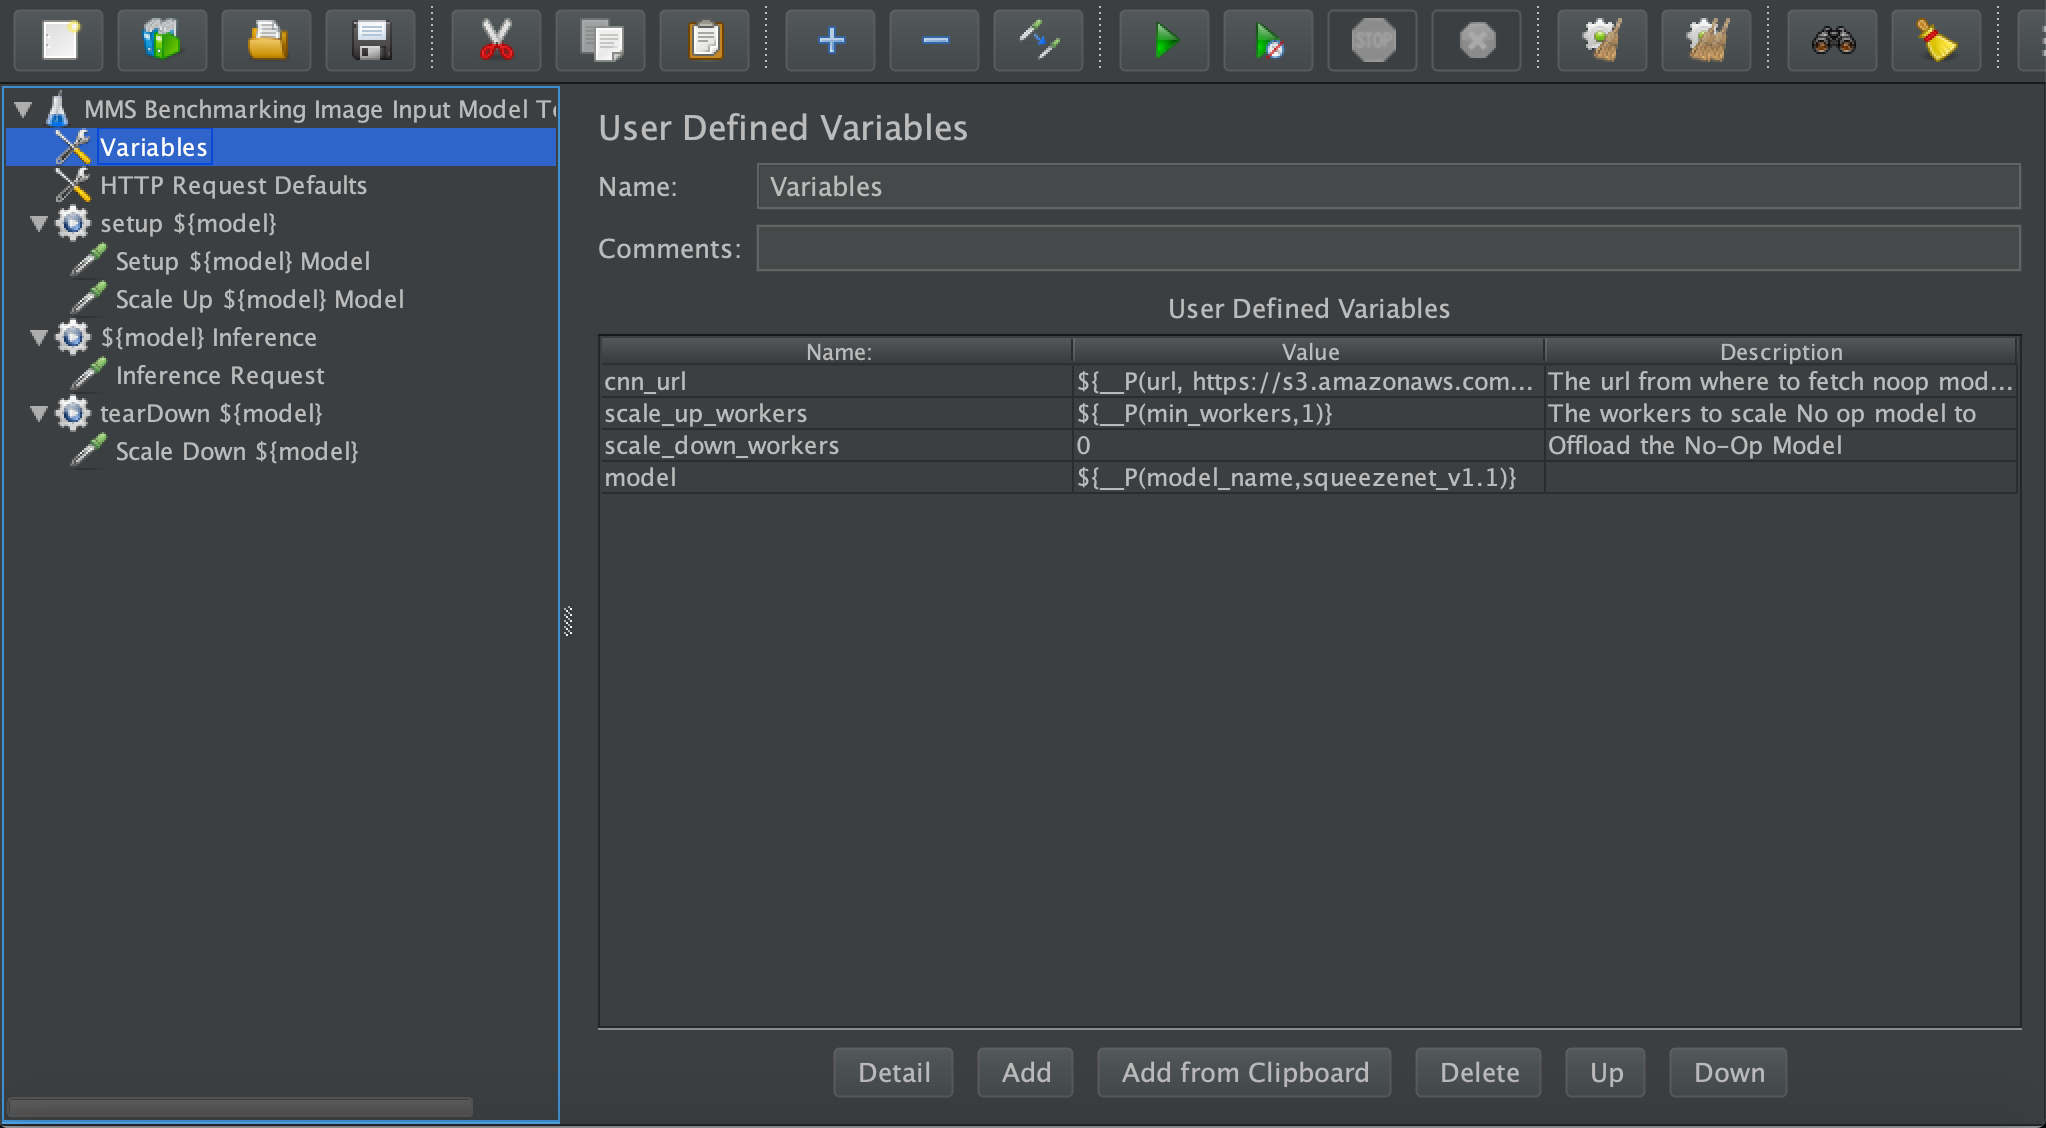 STOP
MMS Benchmarking Image Input Model
Variables
HTTP Request Defaults
setup ${model}
Setup ${model} Model
Scale Up ${model} Model
${model} Inference
Inference Request
tearDown ${model}
Scale Down ${model}
User Defined Variables
Name: Variables
Comments:
User Defined Variables
Name: Value Description
cnn_url ${__P(url, https://s3.amazonaws.com... The url from where to fetch noop mod...
scale_up_workers ${__P(min_workers,1)} The workers to scale No op model to
scale_down_workers 0 Offload the No-Op Model
model ${__P(model_name,squeezenet_v1.1)}
Detail Add Add from Clipboard Delete Up Down